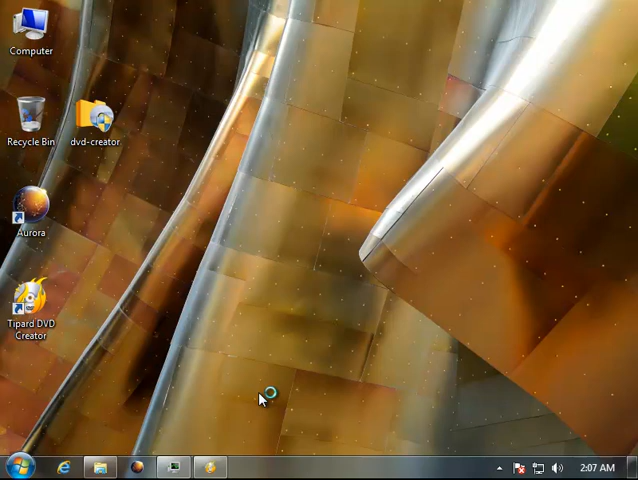 Computer
Recycle Bin
dvd-creator
Aurora
Tipard DVD
Creator
2:07 AM